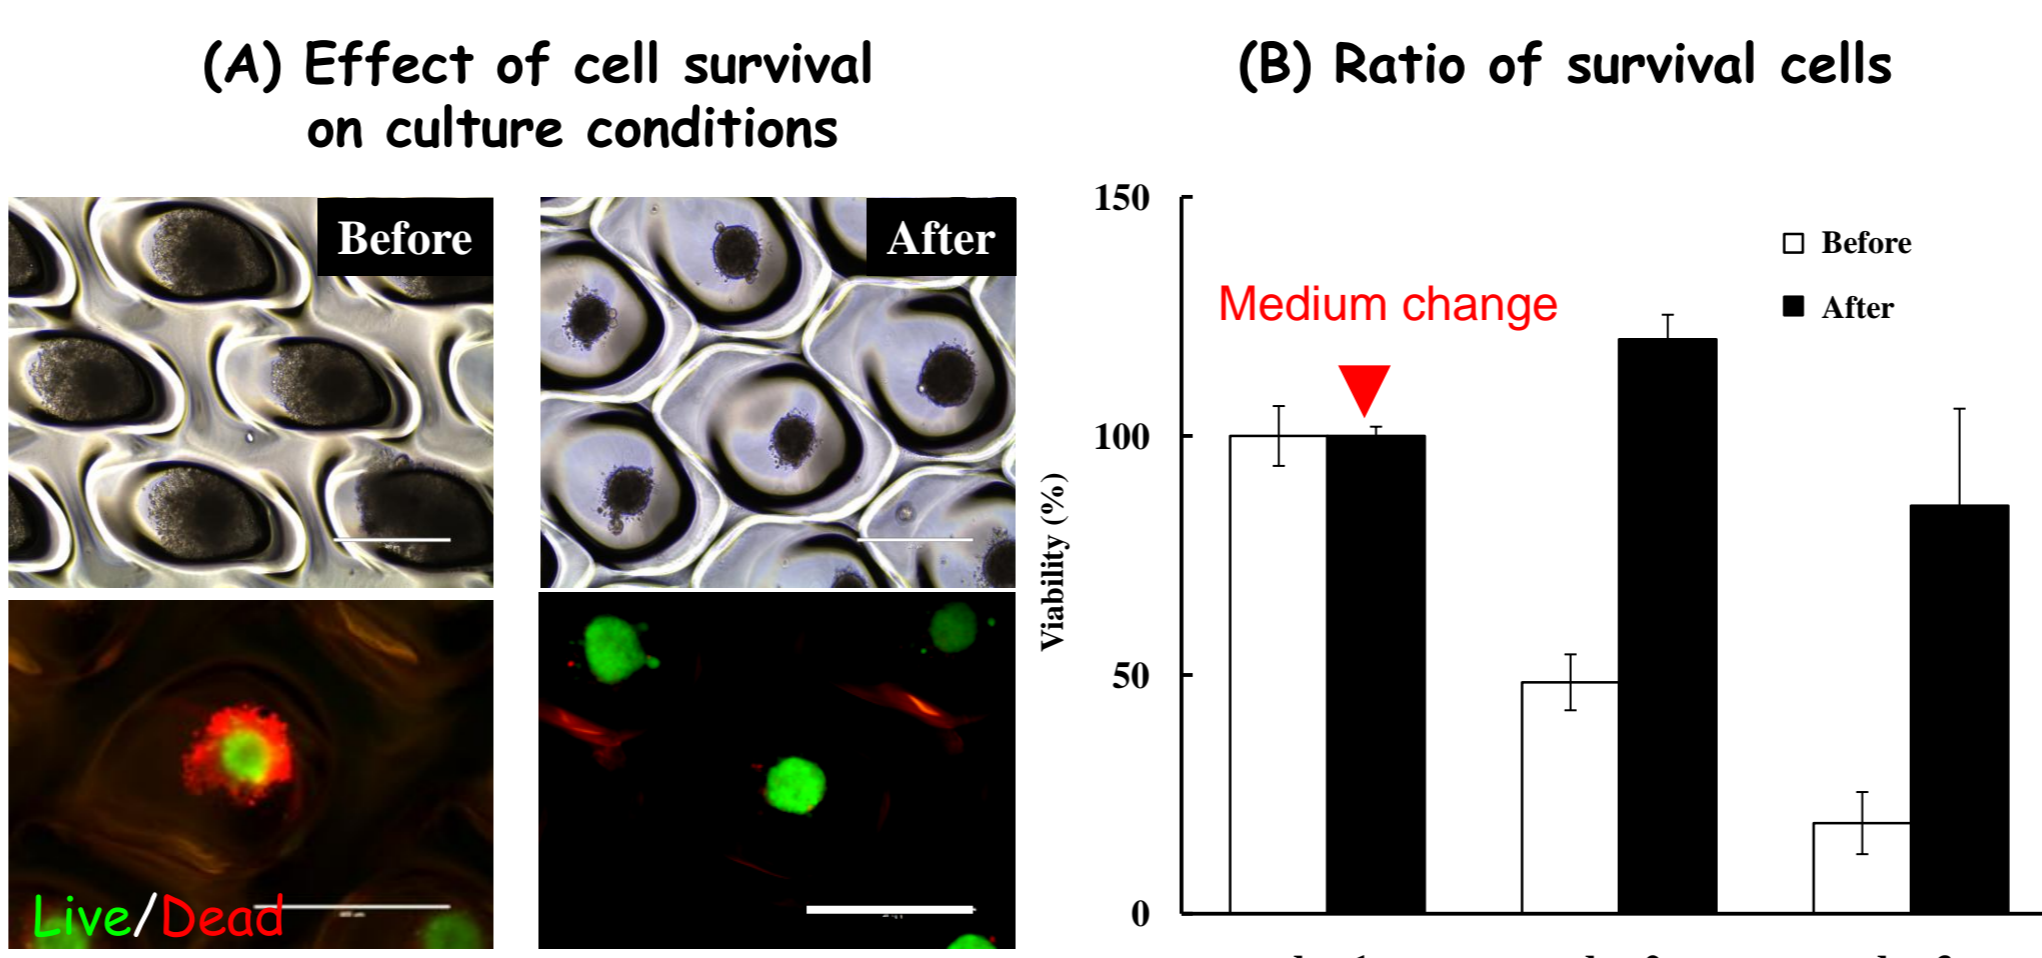 (A) Effect of cell survival
on culture conditions
Before
After
Live/Dead
(B) Ratio of survival cells
150
100
50
0
Viability (%)
Medium change
Before
After